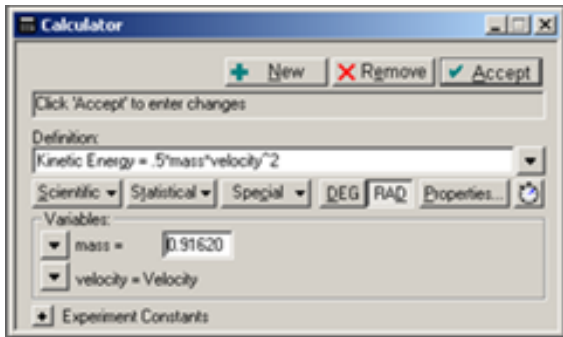 Calculator
New Remove Accept
Click 'Accept' to enter changes
Definition:
Kinetic Energy = .5*mass*velocity^2
Scientific Statistical Special DEG RAD Properties...
Variables:
mass = 0.91620
velocity = Velocity
Experiment Constants